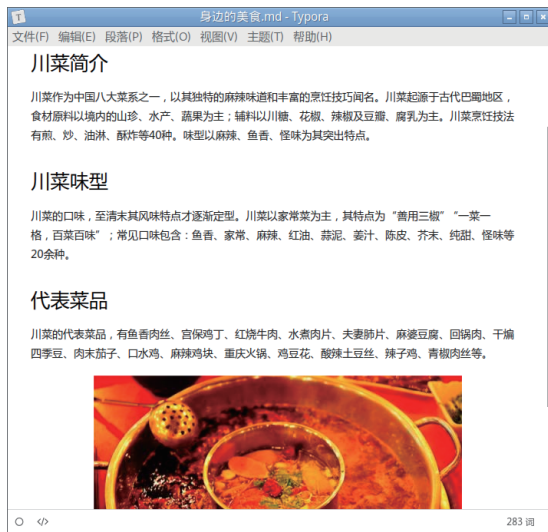 T
身边的美食.md - Typora
文件(F) 编辑(E) 段落(P) 格式(O) 视图(V) 主题(T) 帮助(H)
川菜简介
川菜作为中国八大菜系之一，以其独特的麻辣味道和丰富的烹饪技巧闻名。川菜起源于古代巴蜀地区，
食材原料以境内的山珍、水产、蔬果为主；辅料以川糖、花椒、辣椒及豆瓣、腐乳为主。川菜烹饪技法
有煎、炒、油淋、酥炸等40种。味型以麻辣、鱼香、怪味为其突出特点。
川菜味型
川菜的口味，至清末其风味特点才逐渐定型。川菜以家常菜为主，其特点为“善用三椒”“一菜一
格，百菜百味”；常见口味包含：鱼香、家常、麻辣、红油、蒜泥、姜汁、陈皮、芥末、纯甜、怪味等
20余种。
代表菜品
川菜的代表菜品，有鱼香肉丝、宫保鸡丁、红烧牛肉、水煮肉片、夫妻肺片、麻婆豆腐、回锅肉、干煸
四季豆、肉末茄子、口水鸡、麻辣鸡块、重庆火锅、鸡豆花、酸辣土豆丝、辣子鸡、青椒肉丝等。
</> 283 词